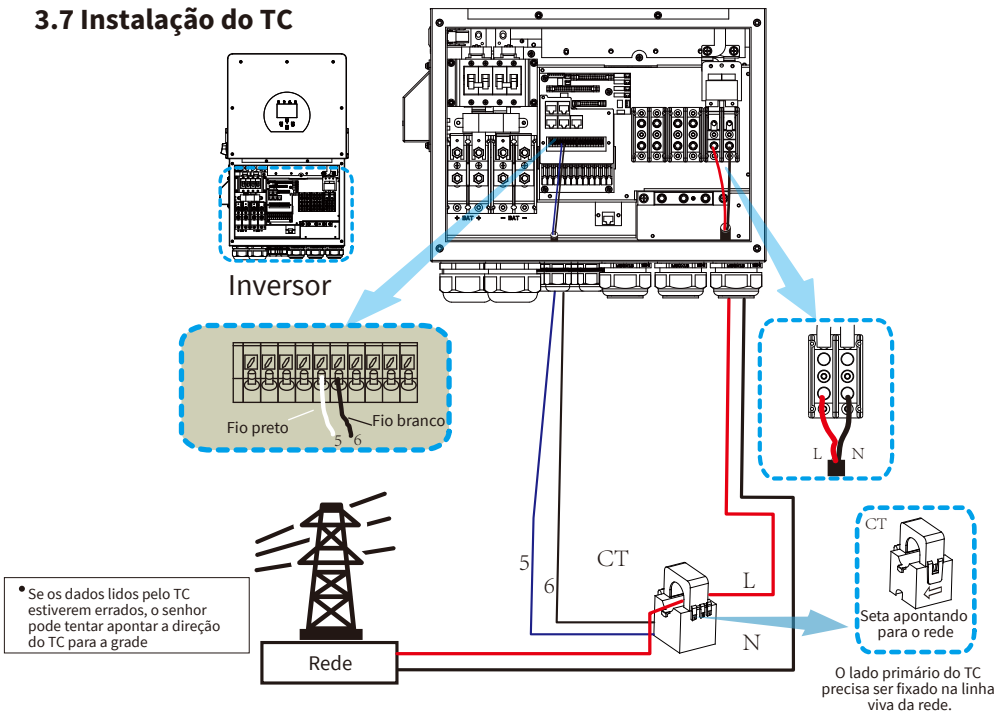 3.7 Instalação do TC
+ BAT +
- BAT -
Inversor
Fio preto
Fio branco
5 6
L N
5
6
CT
L
N
CT
Seta apontando
para o rede
• Se os dados lidos pelo TC
estiverem errados, o senhor
pode tentar apontar a direção
do TC para a grade
Rede
O lado primário do TC
precisa ser fixado na linha
viva da rede.